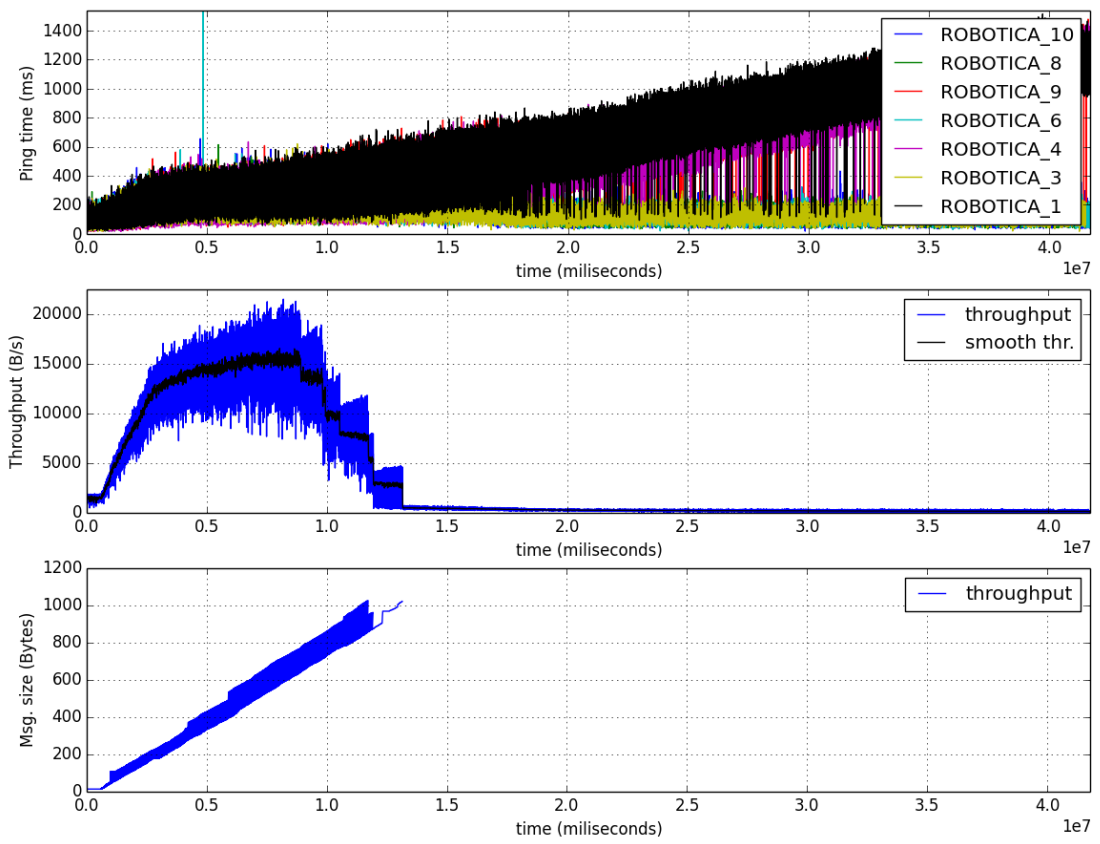 1400
1200
1000
800
600
400
200
0
Ping time (ms)
ROBOTICA_10
ROBOTICA_8
ROBOTICA_9
ROBOTICA_6
ROBOTICA_4
ROBOTICA_3
ROBOTICA_1
0.0 0.5 1.0 1.5 2.0 2.5 3.0 3.5 4.0
1e7
time (miliseconds)
20000
15000
10000
5000
0
Throughput (B/s)
throughput
smooth thr.
0.0 0.5 1.0 1.5 2.0 2.5 3.0 3.5 4.0
1e7
time (miliseconds)
1200
1000
800
600
400
200
0
Msg. size (Bytes)
throughput
0.0 0.5 1.0 1.5 2.0 2.5 3.0 3.5 4.0
1e7
time (miliseconds)